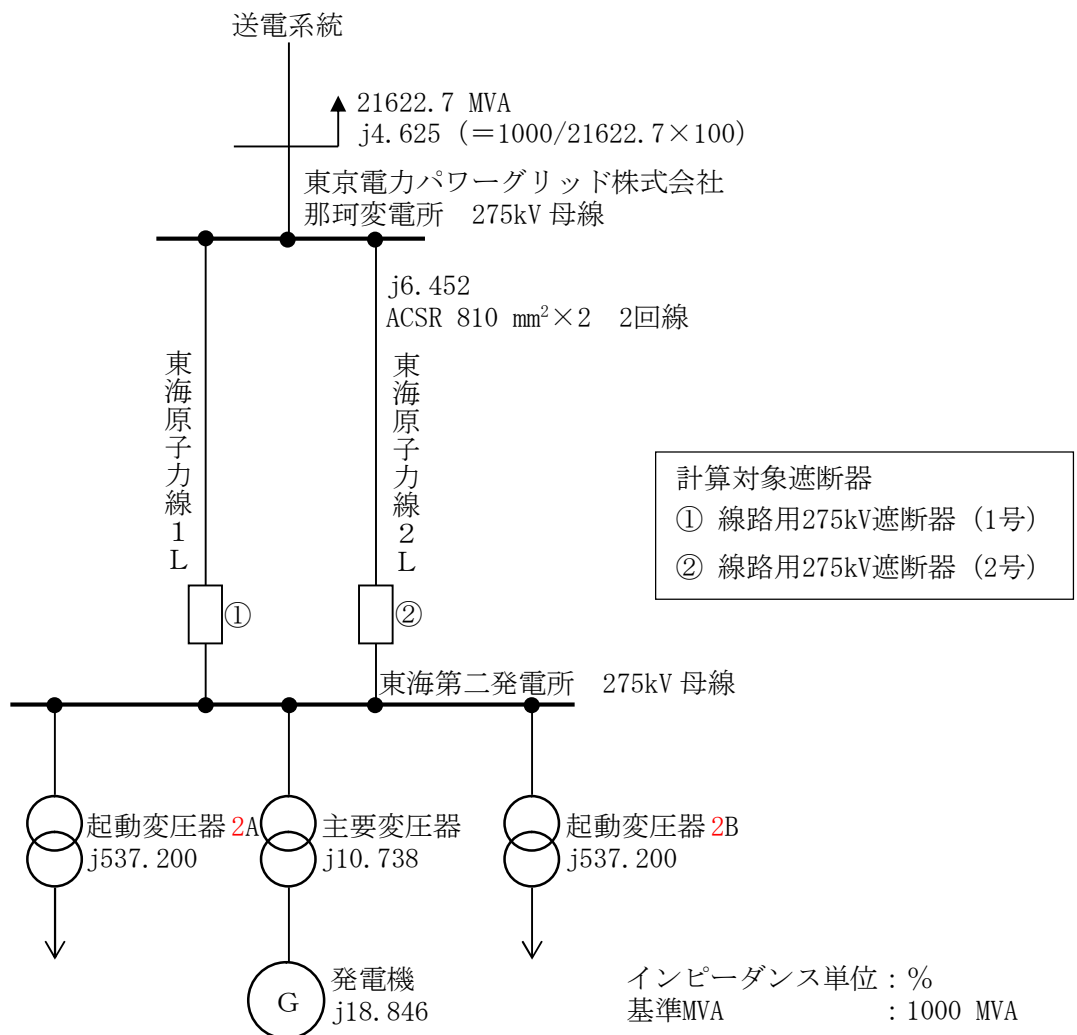 送電系統
21622.7 MVA
j4.625 (=1000/21622.7×100)
東京電力パワーグリッド株式会社
那珂変電所 275kV 母線
j6.452
ACSR 810 mm²×2 2回線
東海原子力線1L
東海原子力線2L
計算対象遮断器
① 線路用275kV遮断器 (1号)
② 線路用275kV遮断器 (2号)
①
②
東海第二発電所 275kV 母線
起動変圧器 2A
j537.200
主要変圧器
j10.738
起動変圧器 2B
j537.200
G
発電機
j18.846
インピーダンス単位:%
基準MVA :1000 MVA